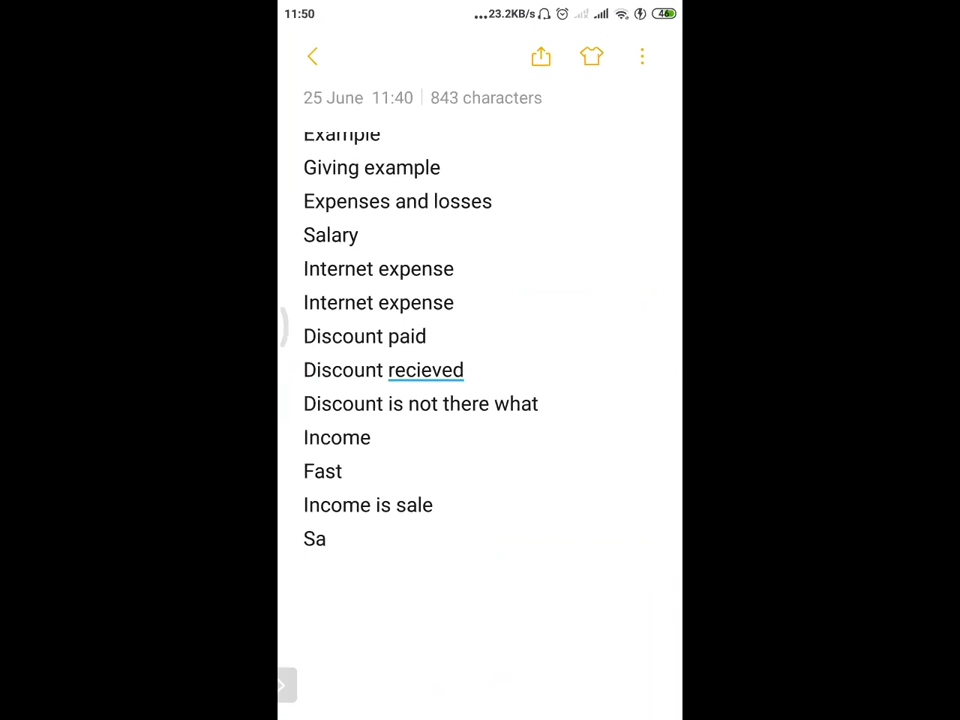 11:50
...23.2KB/s
46
25 June 11:40 | 843 characters
Example
Giving example
Expenses and losses
Salary
Internet expense
Internet expense
Discount paid
Discount recieved
Discount is not there what
Income
Fast
Income is sale
Sa